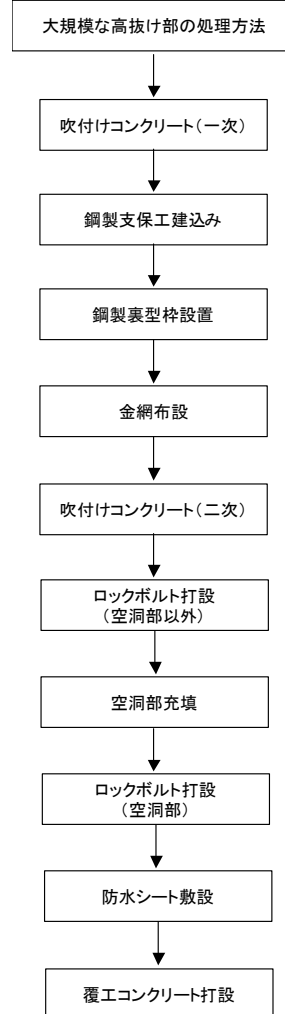 大規模な高抜け部の処理方法
吹付けコンクリート(一次)
鋼製支保工建込み
鋼製裏型枠設置
金網布設
吹付けコンクリート(二次)
ロックボルト打設
(空洞部以外)
空洞部充填
ロックボルト打設
(空洞部)
防水シート敷設
覆工コンクリート打設